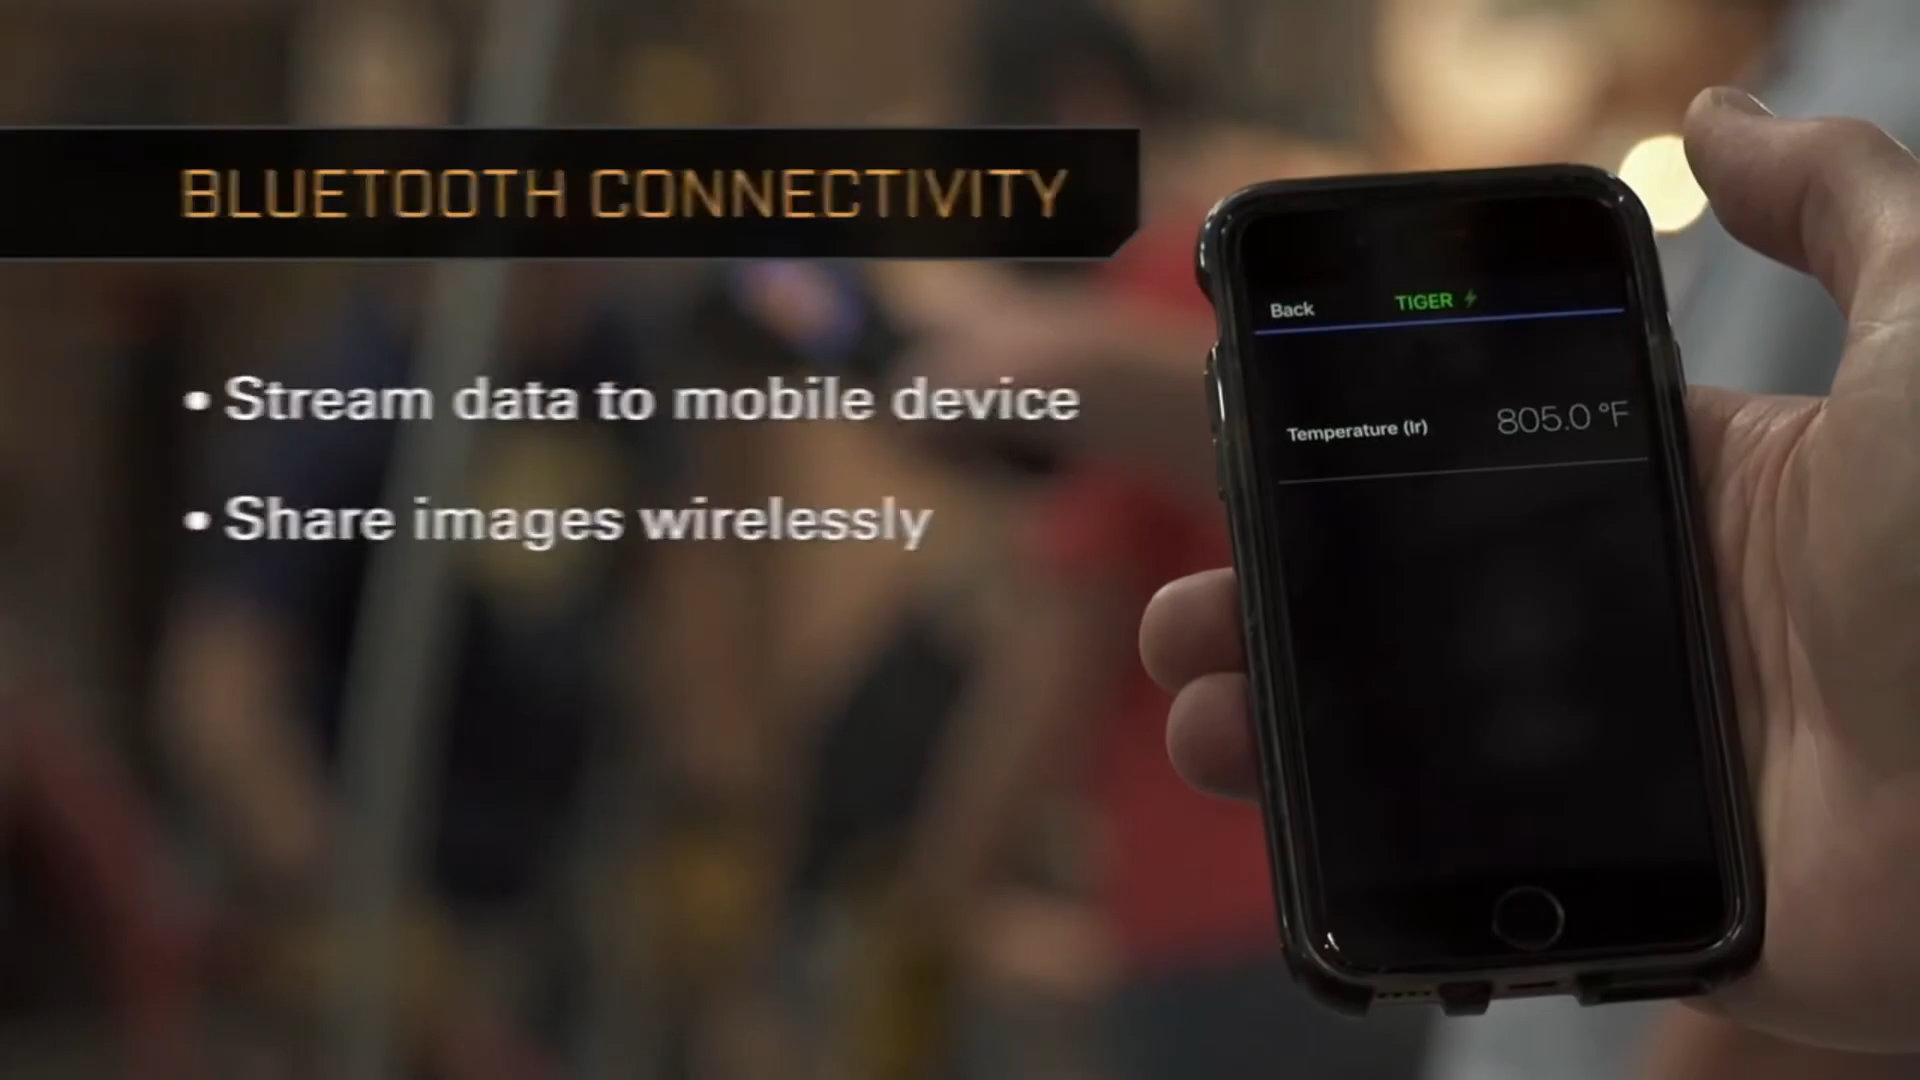 BLUETOOTH CONNECTIVITY
• Stream data to mobile device
• Share images wirelessly
Back TIGER
Temperature (Ir) 805.0 °F